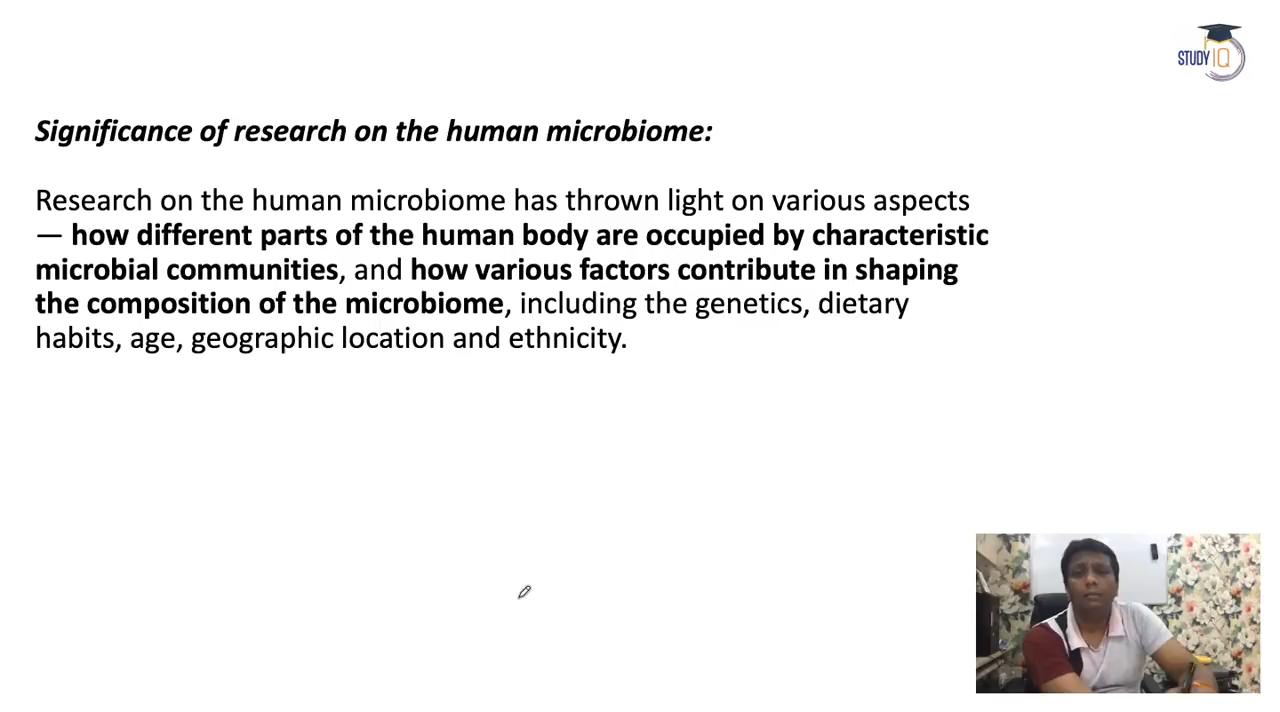 STUDY IQ
Significance of research on the human microbiome:
Research on the human microbiome has thrown light on various aspects
— how different parts of the human body are occupied by characteristic
microbial communities, and how various factors contribute in shaping
the composition of the microbiome, including the genetics, dietary
habits, age, geographic location and ethnicity.